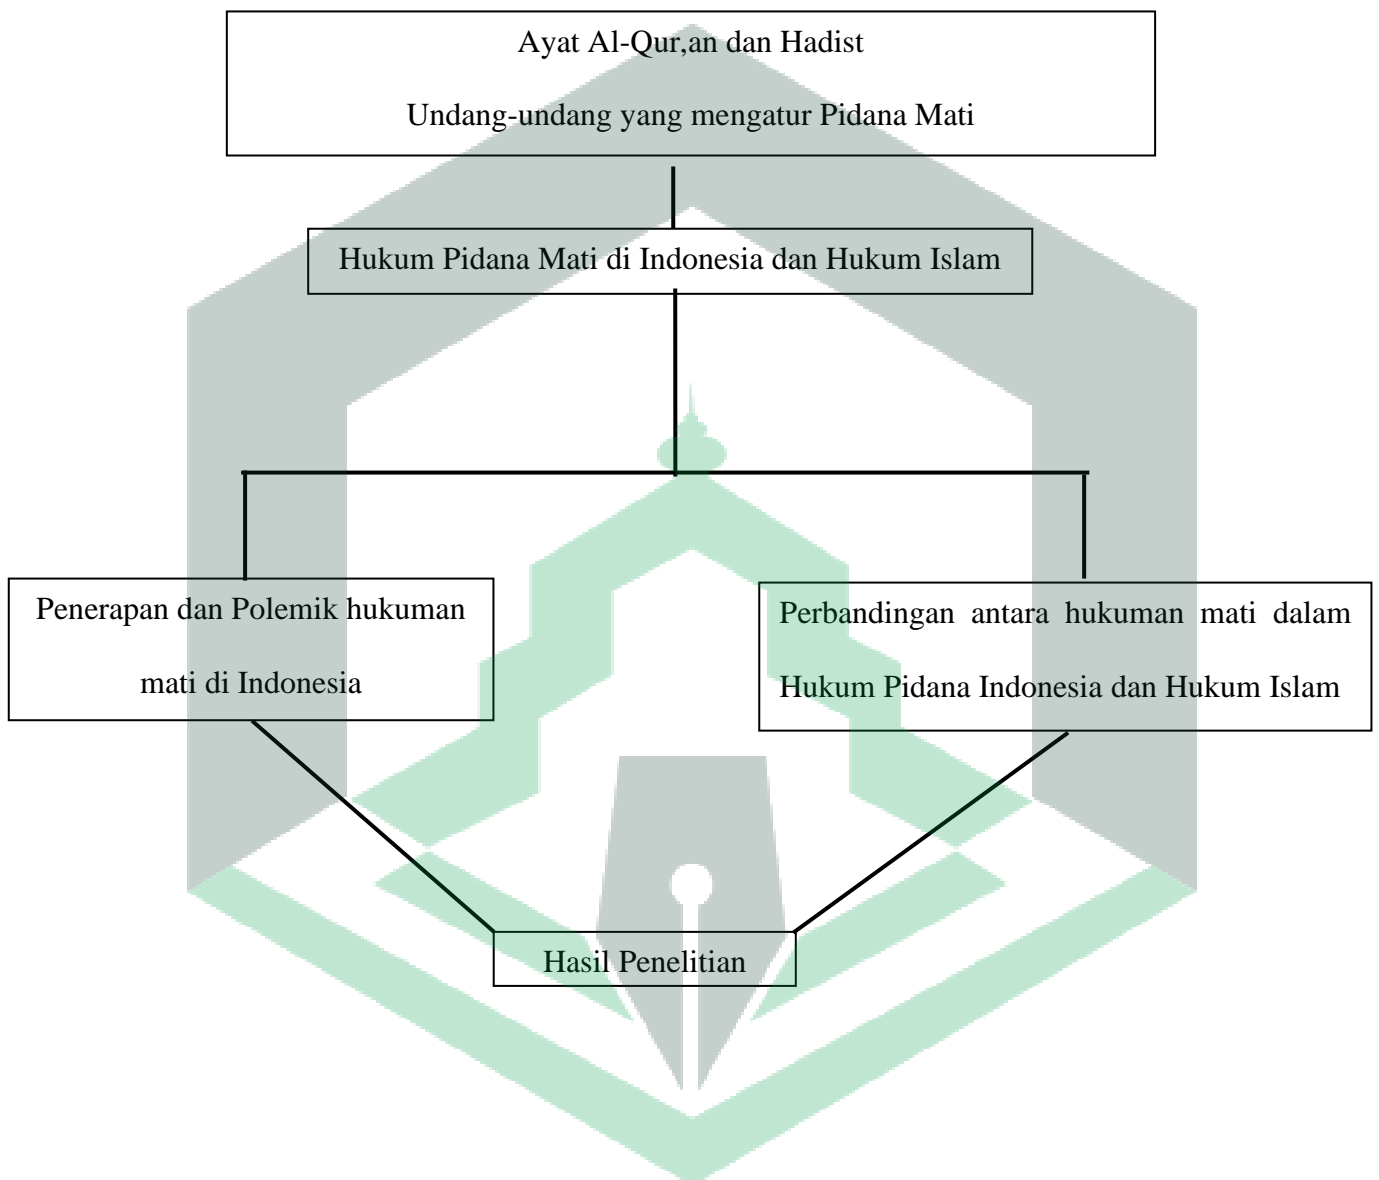 Ayat Al-Qur,an dan Hadist
Undang-undang yang mengatur Pidana Mati
Hukum Pidana Mati di Indonesia dan Hukum Islam
Penerapan dan Polemik hukuman
mati di Indonesia
Perbandingan antara hukuman mati dalam
Hukum Pidana Indonesia dan Hukum Islam
Hasil Penelitian